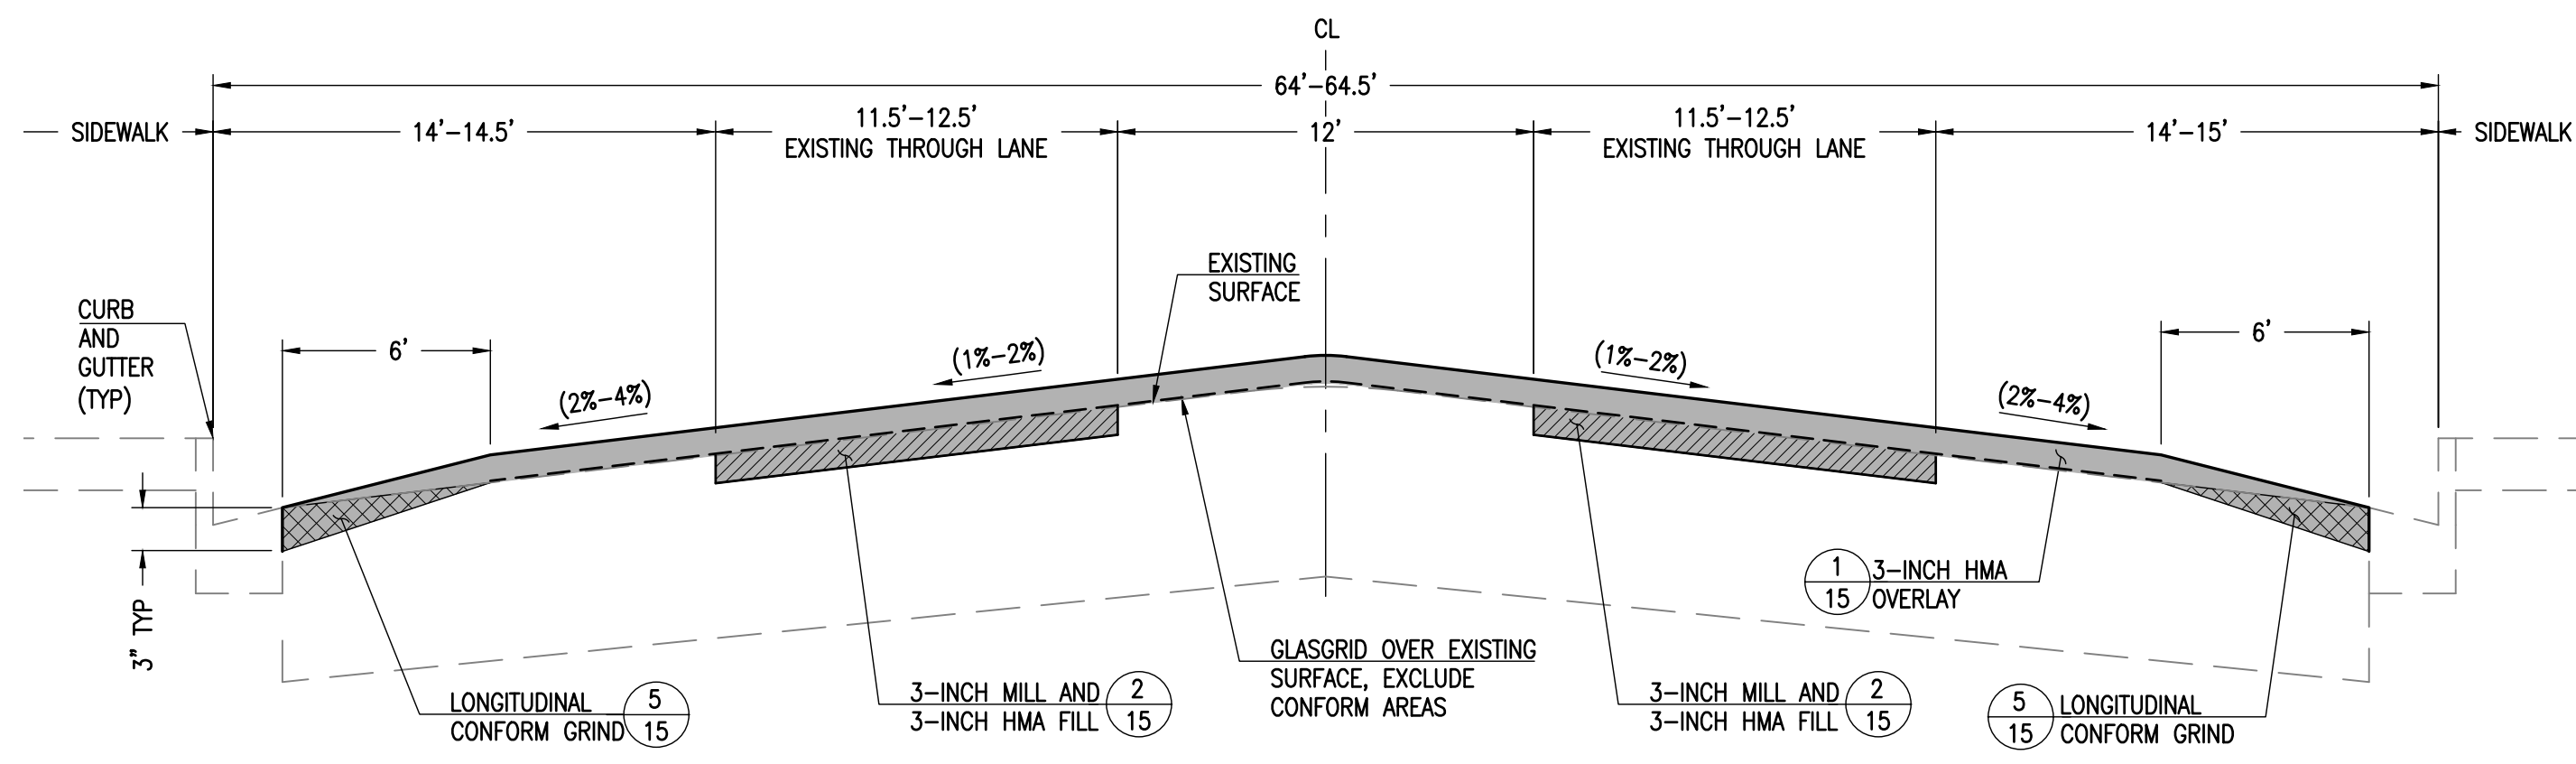 CL
64'-64.5'
SIDEWALK
14'-14.5'
11.5'-12.5'
EXISTING THROUGH LANE
12'
11.5'-12.5'
EXISTING THROUGH LANE
14'-15'
SIDEWALK
EXISTING
SURFACE
CURB
AND
GUTTER
(TYP)
6'
(2%-4%)
(1%-2%)
(1%-2%)
(2%-4%)
6'
3" TYP
1
15
3-INCH HMA
OVERLAY
LONGITUDINAL
CONFORM GRIND
5
15
3-INCH MILL AND
3-INCH HMA FILL
2
15
GLASGRID OVER EXISTING
SURFACE, EXCLUDE
CONFORM AREAS
3-INCH MILL AND
3-INCH HMA FILL
2
15
5
15
LONGITUDINAL
CONFORM GRIND